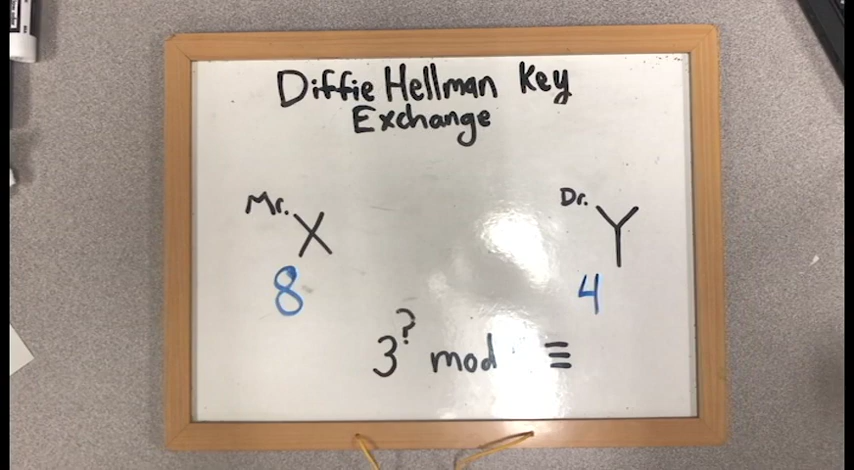 Diffie Hellman Key
Exchange
Mr. X
Dr. Y
8
4
3? mod ≡